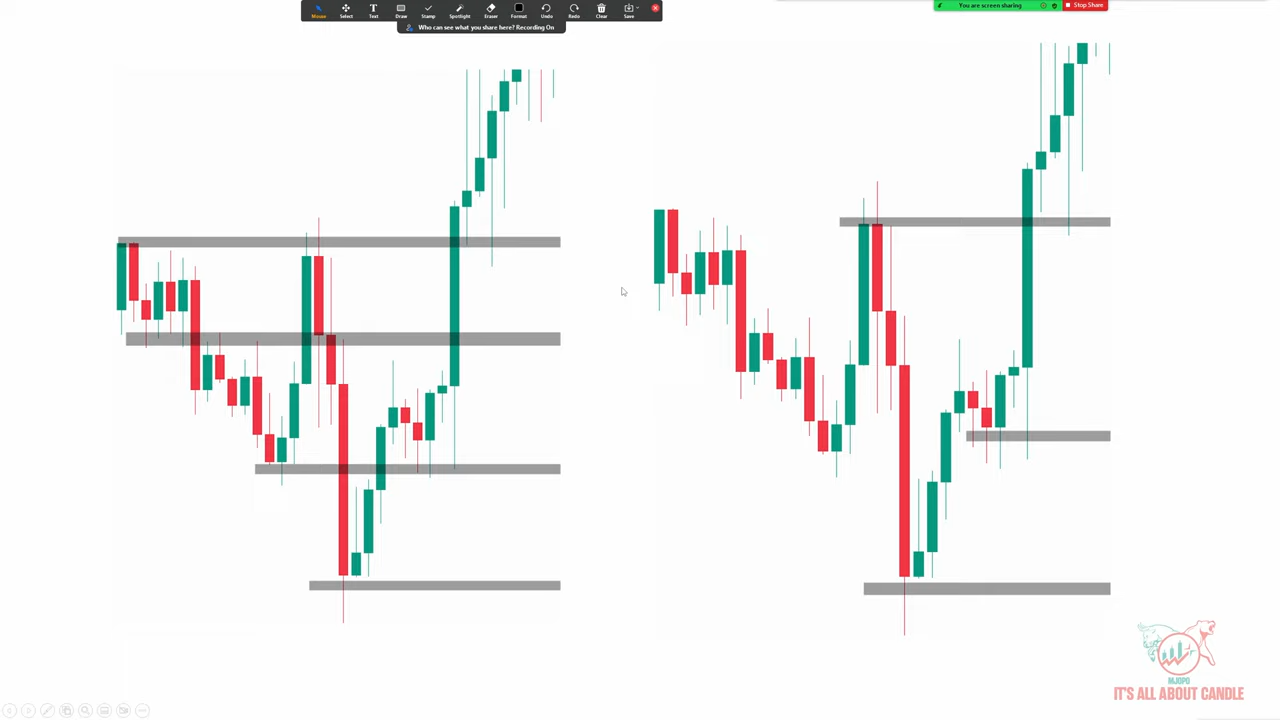 Mouse Select Text Draw Stamp Spotlight Eraser Format Undo Redo Clear Save
Who can see what you share here? Recording On
You are screen sharing Stop Share
MJOPO
IT'S ALL ABOUT CANDLE